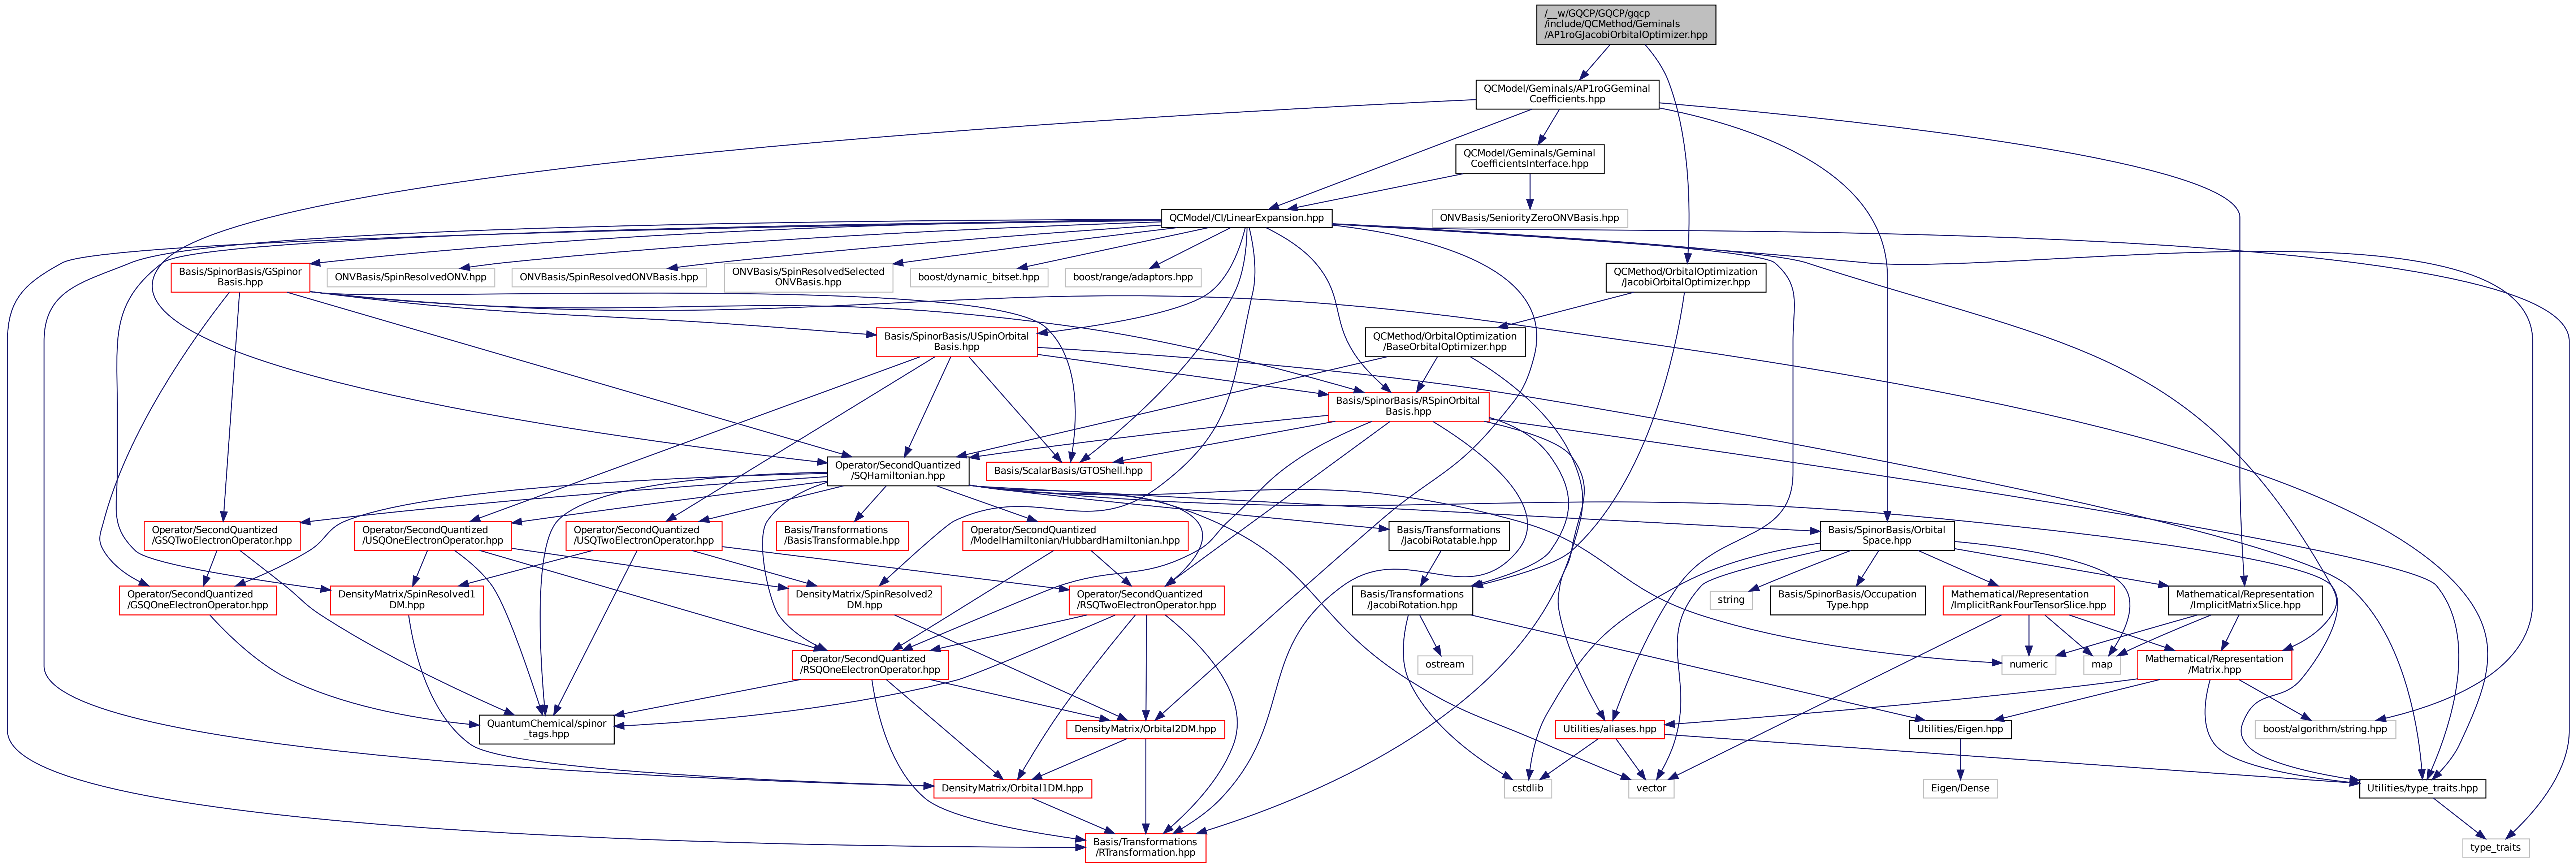 /__w/GQCP/GQCP/gqcp
/include/QCMethod/Geminals
/AP1roGJacobiOrbitalOptimizer.hpp
QCModel/Geminals/AP1roGGeminal
Coefficients.hpp
QCModel/Geminals/Geminal
CoefficientsInterface.hpp
QCModel/CI/LinearExpansion.hpp
ONVBasis/SeniorityZeroONVBasis.hpp
Basis/SpinorBasis/GSpinor
Basis.hpp
ONVBasis/SpinResolvedONV.hpp
ONVBasis/SpinResolvedONVBasis.hpp
ONVBasis/SpinResolvedSelected
ONVBasis.hpp
boost/dynamic_bitset.hpp
boost/range/adaptors.hpp
QCMethod/OrbitalOptimization
/JacobiOrbitalOptimizer.hpp
Basis/SpinorBasis/USpinOrbital
Basis.hpp
QCMethod/OrbitalOptimization
/BaseOrbitalOptimizer.hpp
Basis/SpinorBasis/RSpinOrbital
Basis.hpp
Operator/SecondQuantized
/SQHamiltonian.hpp
Basis/ScalarBasis/GTOShell.hpp
Operator/SecondQuantized
/GSQTwoElectronOperator.hpp
Operator/SecondQuantized
/USQOneElectronOperator.hpp
Operator/SecondQuantized
/USQTwoElectronOperator.hpp
Basis/Transformations
/BasisTransformable.hpp
Operator/SecondQuantized
/ModelHamiltonian/HubbardHamiltonian.hpp
Basis/Transformations
/JacobiRotatable.hpp
Basis/SpinorBasis/Orbital
Space.hpp
Operator/SecondQuantized
/GSQOneElectronOperator.hpp
DensityMatrix/SpinResolved1
DM.hpp
DensityMatrix/SpinResolved2
DM.hpp
Operator/SecondQuantized
/RSQTwoElectronOperator.hpp
Basis/Transformations
/JacobiRotation.hpp
string
Basis/SpinorBasis/Occupation
Type.hpp
Mathematical/Representation
/ImplicitRankFourTensorSlice.hpp
Mathematical/Representation
/ImplicitMatrixSlice.hpp
Operator/SecondQuantized
/RSQOneElectronOperator.hpp
ostream
numeric
map
Mathematical/Representation
/Matrix.hpp
QuantumChemical/spinor
_tags.hpp
DensityMatrix/Orbital2DM.hpp
Utilities/aliases.hpp
Utilities/Eigen.hpp
boost/algorithm/string.hpp
DensityMatrix/Orbital1DM.hpp
cstdlib
vector
Eigen/Dense
Utilities/type_traits.hpp
Basis/Transformations
/RTransformation.hpp
type_traits